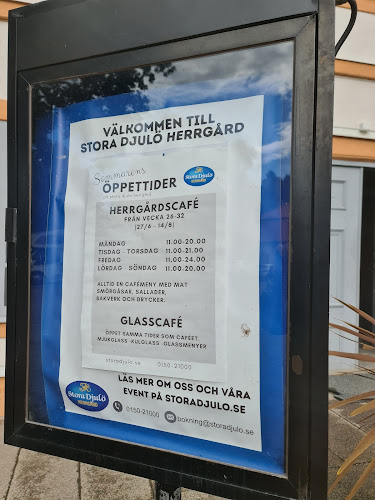 VÄLKOMMEN TILL
STORA DJULÖ HERRGÅRD
Sommarens
ÖPPETTIDER
Stora Djulö
HERRGÅRDSCAFÉ
FRÅN VECKA 26-32
(27/6 - 14/8)
MÅNDAG 11.00-20.00
TISDAG - TORSDAG 11.00-21.00
FREDAG 11.00-24.00
LÖRDAG - SÖNDAG 11.00-20.00
ALLTID EN CAFÉMENY MED MAT
SMÖRGÅSAR, SALLADER,
BAKVERK OCH DRYCKER.
GLASSCAFÉ
ÖPPET SAMMA TIDER SOM CAFÉET
MJUKGLASS -KULGLASS -GLASSMENYER
storadjulo.se 0150-21000
LÄS MER OM OSS OCH VÅRA
EVENT PÅ STORADJULO.SE
Stora Djulö
0150-21000 bokning@storadjulo.se